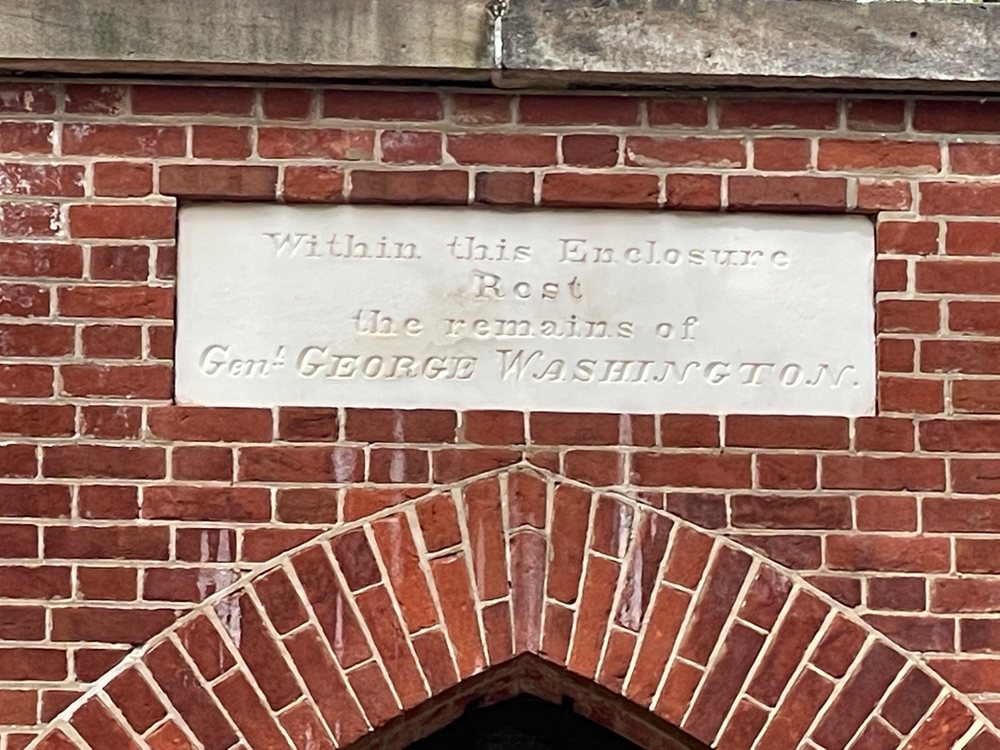 Within this Enclosure
Rest
the remains of
Genl. GEORGE WASHINGTON.